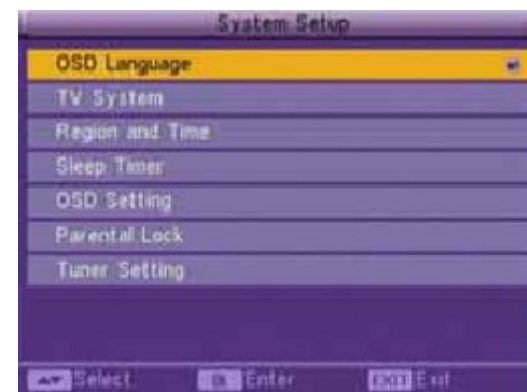 System Setup
OSD Language
TV System
Region and Time
Sleep Timer
OSD Setting
Parental Lock
Tuner Setting
Select Enter EXIT Exit